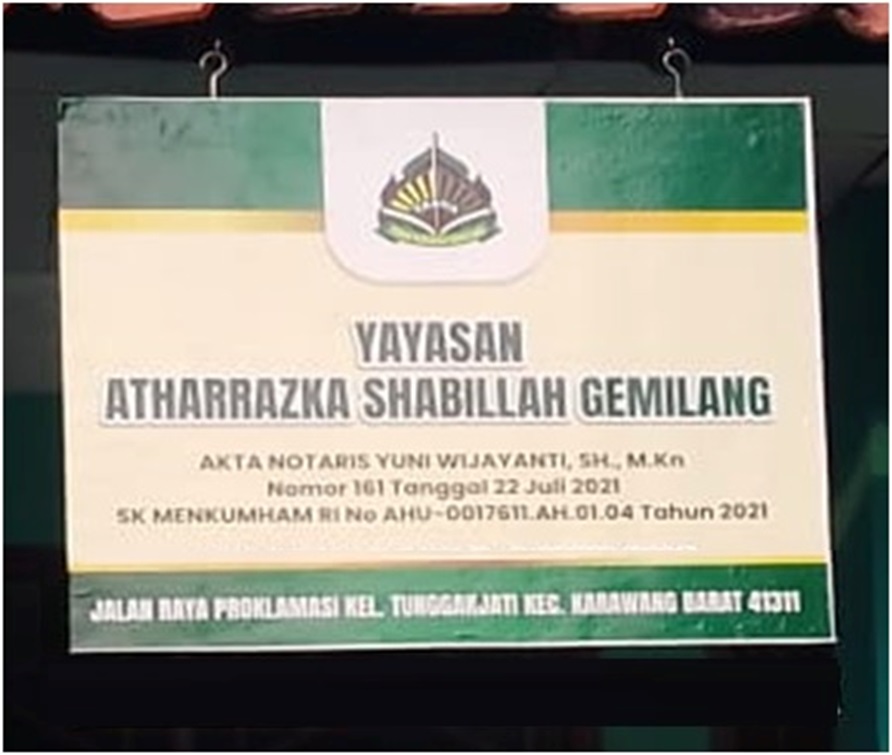 YAYASAN
ATHARRAZKA SHABILLAH GEMILANG
AKTA NOTARIS YUNI WIJAYANTI, SH., M.Kn
Nomor 161 Tanggal 22 Juli 2021
SK MENKUMHAM RI No AHU-0017611.AH.01.04 Tahun 2021
JALAN RAYA PROKLAMASI KEL. TUNGGAKJATI KEC. KARAWANG BARAT 41311